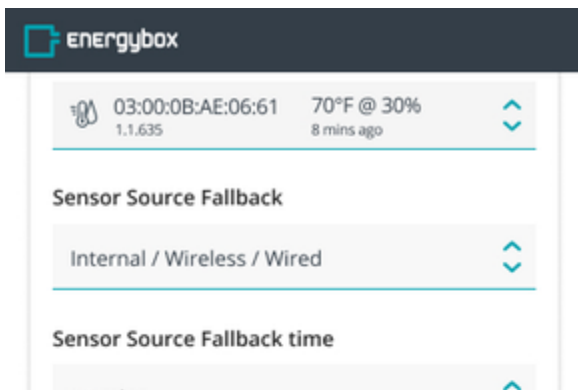 energybox
03:00:0B:AE:06:61 70°F @ 30%
1.1.635 8 mins ago
Sensor Source Fallback
Internal / Wireless / Wired
Sensor Source Fallback time